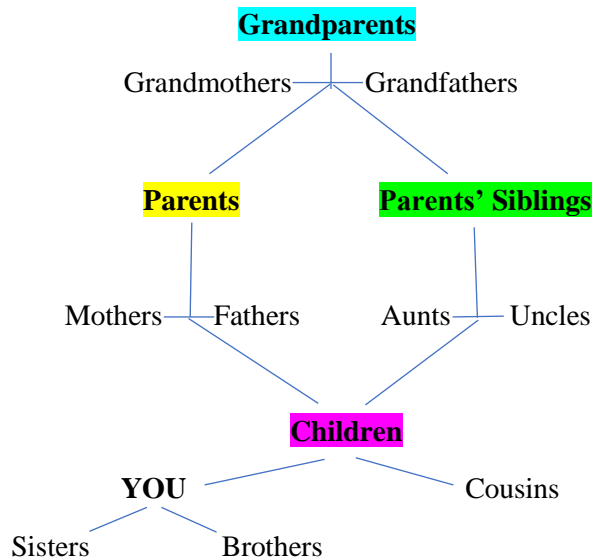 Grandparents
Grandmothers Grandfathers
Parents Parents’ Siblings
Mothers Fathers Aunts Uncles
Children
YOU Cousins
Sisters Brothers